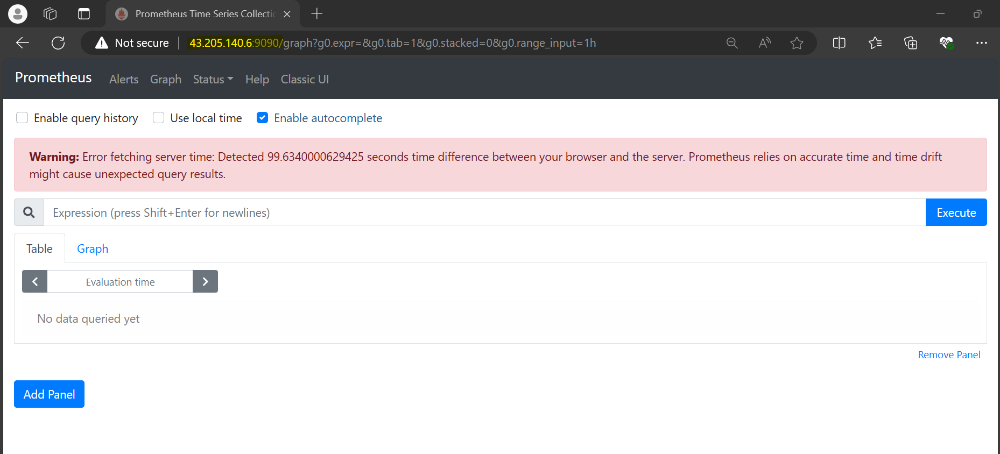 Prometheus Time Series Collectio
Not secure | 43.205.140.6:9090/graph?g0.expr=&g0.tab=1&g0.stacked=0&g0.range_input=1h
Prometheus Alerts Graph Status Help Classic UI
Enable query history Use local time Enable autocomplete
Warning: Error fetching server time: Detected 99.6340000629425 seconds time difference between your browser and the server. Prometheus relies on accurate time and time drift
might cause unexpected query results.
Expression (press Shift+Enter for newlines) Execute
Table Graph
Evaluation time
No data queried yet
Remove Panel
Add Panel